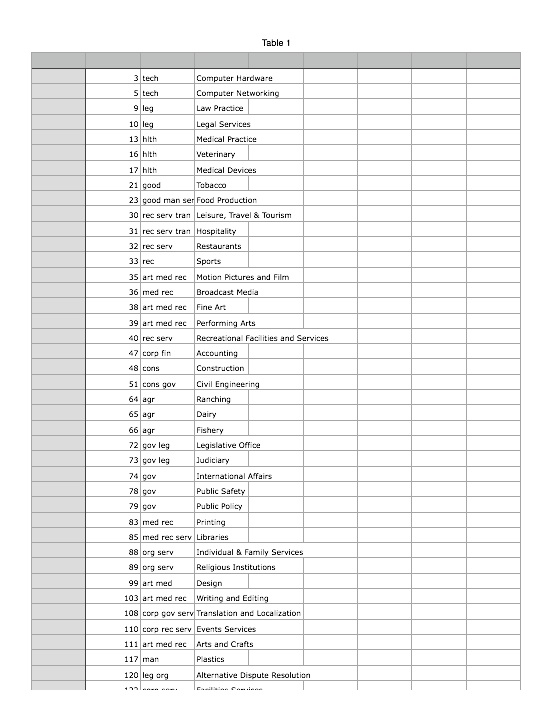 Table 1
3 tech Computer Hardware
5 tech Computer Networking
9 leg Law Practice
10 leg Legal Services
13 hlth Medical Practice
16 hlth Veterinary
17 hlth Medical Devices
21 good Tobacco
23 good man ser Food Production
30 rec serv tran Leisure, Travel & Tourism
31 rec serv tran Hospitality
32 rec serv Restaurants
33 rec Sports
35 art med rec Motion Pictures and Film
36 med rec Broadcast Media
38 art med rec Fine Art
39 art med rec Performing Arts
40 rec serv Recreational Facilities and Services
47 corp fin Accounting
48 cons Construction
51 cons gov Civil Engineering
64 agr Ranching
65 agr Dairy
66 agr Fishery
72 gov leg Legislative Office
73 gov leg Judiciary
74 gov International Affairs
78 gov Public Safety
79 gov Public Policy
83 med rec Printing
85 med rec serv Libraries
88 org serv Individual & Family Services
89 org serv Religious Institutions
99 art med Design
103 art med rec Writing and Editing
108 corp gov serv Translation and Localization
110 corp rec serv Events Services
111 art med rec Arts and Crafts
117 man Plastics
120 leg org Alternative Dispute Resolution
122 corp serv Facilities Services